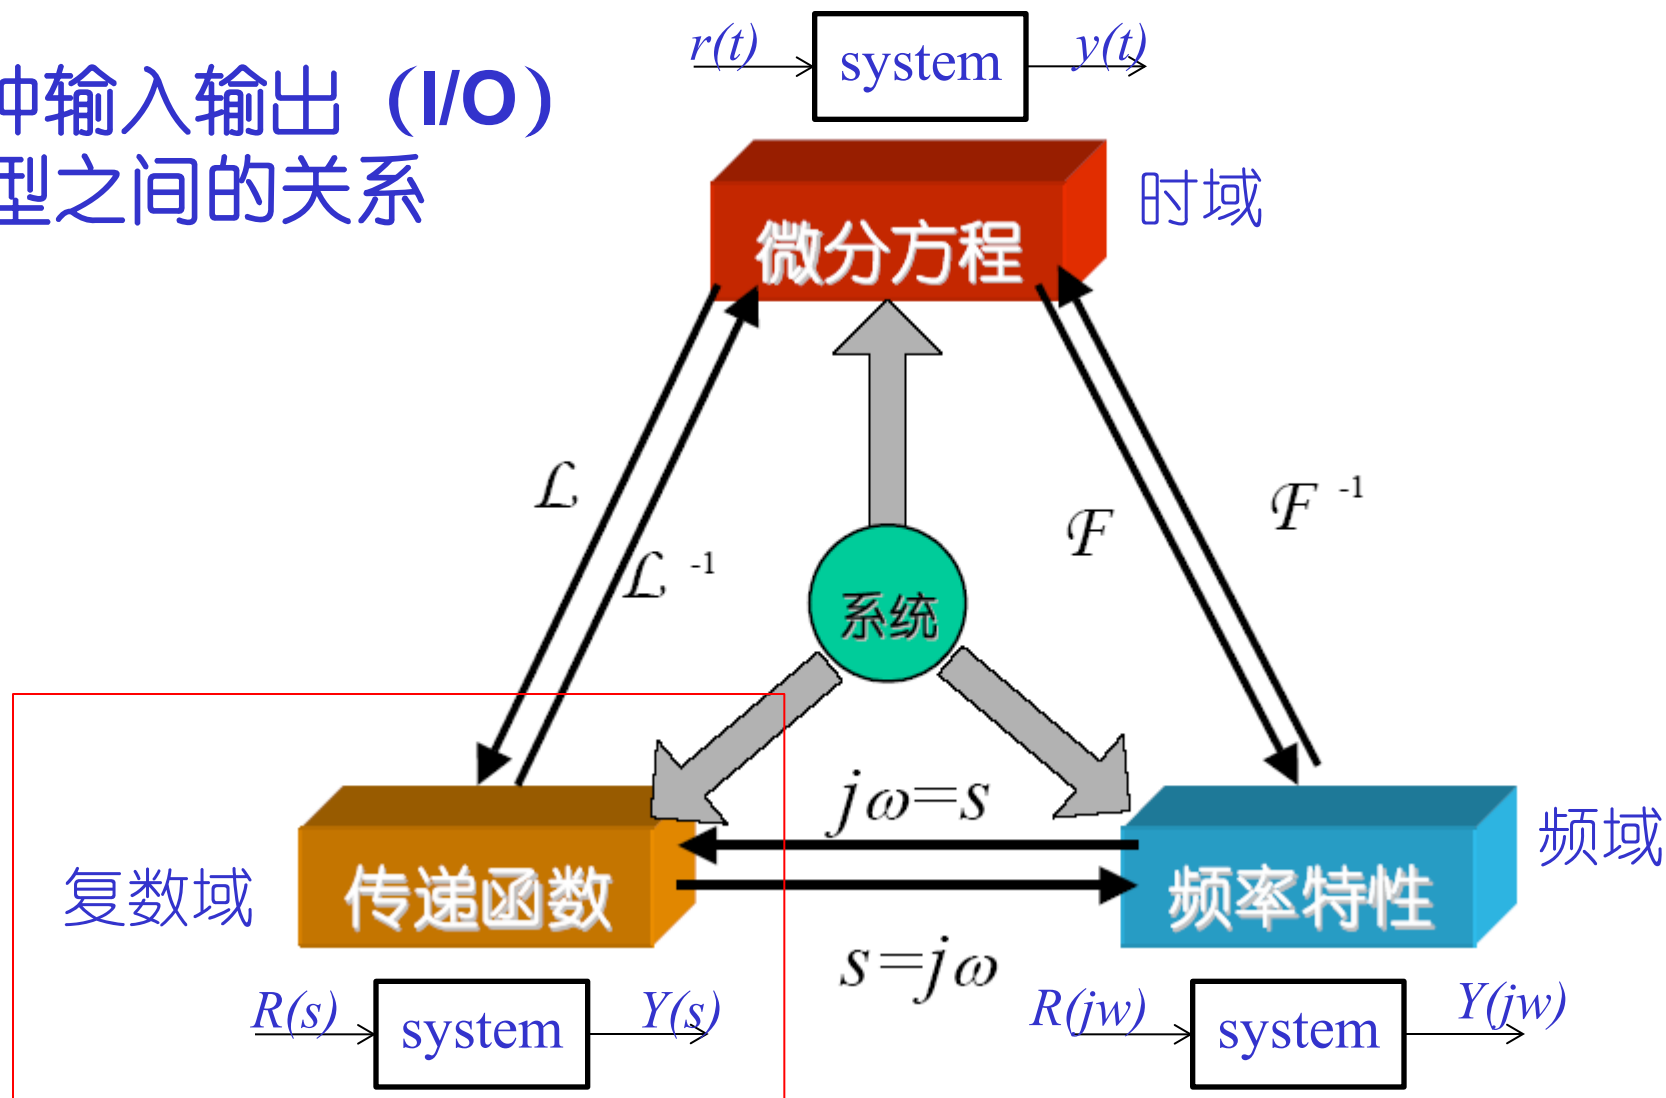 r(t) system y(t)
冲输入输出（I/O）
型之间的关系
微分方程
时域
ℒ
ℒ -1
ℱ
ℱ -1
系统
jω=s
复数域
传递函数
频率特性
频域
s=jω
R(s) system Y(s)
R(jw) system Y(jw)